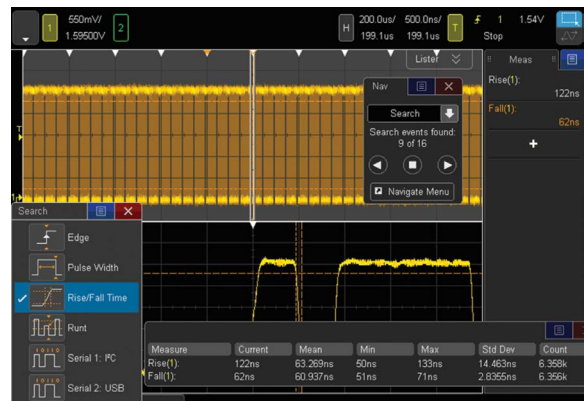 1 550mV/ 1.59500V 2 H 200.0us/ 199.1us 500.0ns/ 199.1us T 1 1.54V Stop
Lister
Meas
Rise(1):
122ns
Fall(1):
62ns
+
Nav
Search
Search events found:
9 of 16
Navigate Menu
T
Search
Edge
Pulse Width
Rise/Fall Time
Runt
Serial 1: I²C
Serial 2: USB
Measure Current Mean Min Max Std Dev Count
Rise(1): 122ns 63.269ns 50ns 133ns 14.463ns 6.358k
Fall(1): 62ns 60.937ns 51ns 71ns 2.8355ns 6.356k